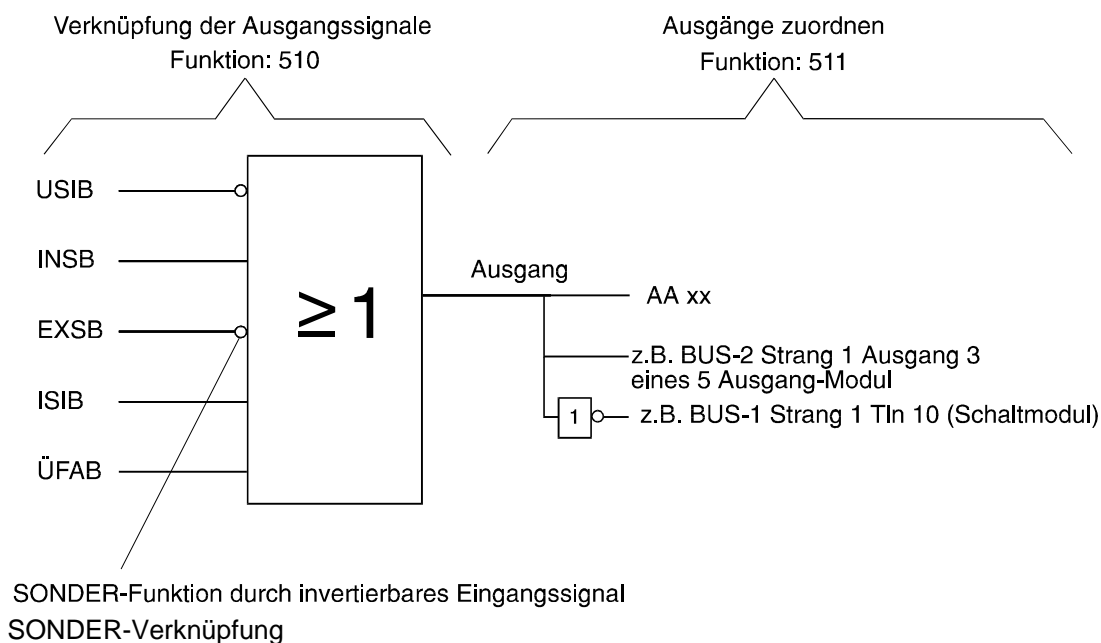 Verknüpfung der Ausgangssignale
Funktion: 510
Ausgänge zuordnen
Funktion: 511
USIB
INSB
EXSB
ISIB
ÜFAB
≥ 1
Ausgang
AA xx
z.B. BUS-2 Strang 1 Ausgang 3
eines 5 Ausgang-Modul
1
z.B. BUS-1 Strang 1 Tln 10 (Schaltmodul)
SONDER-Funktion durch invertierbares Eingangssignal
SONDER-Verknüpfung